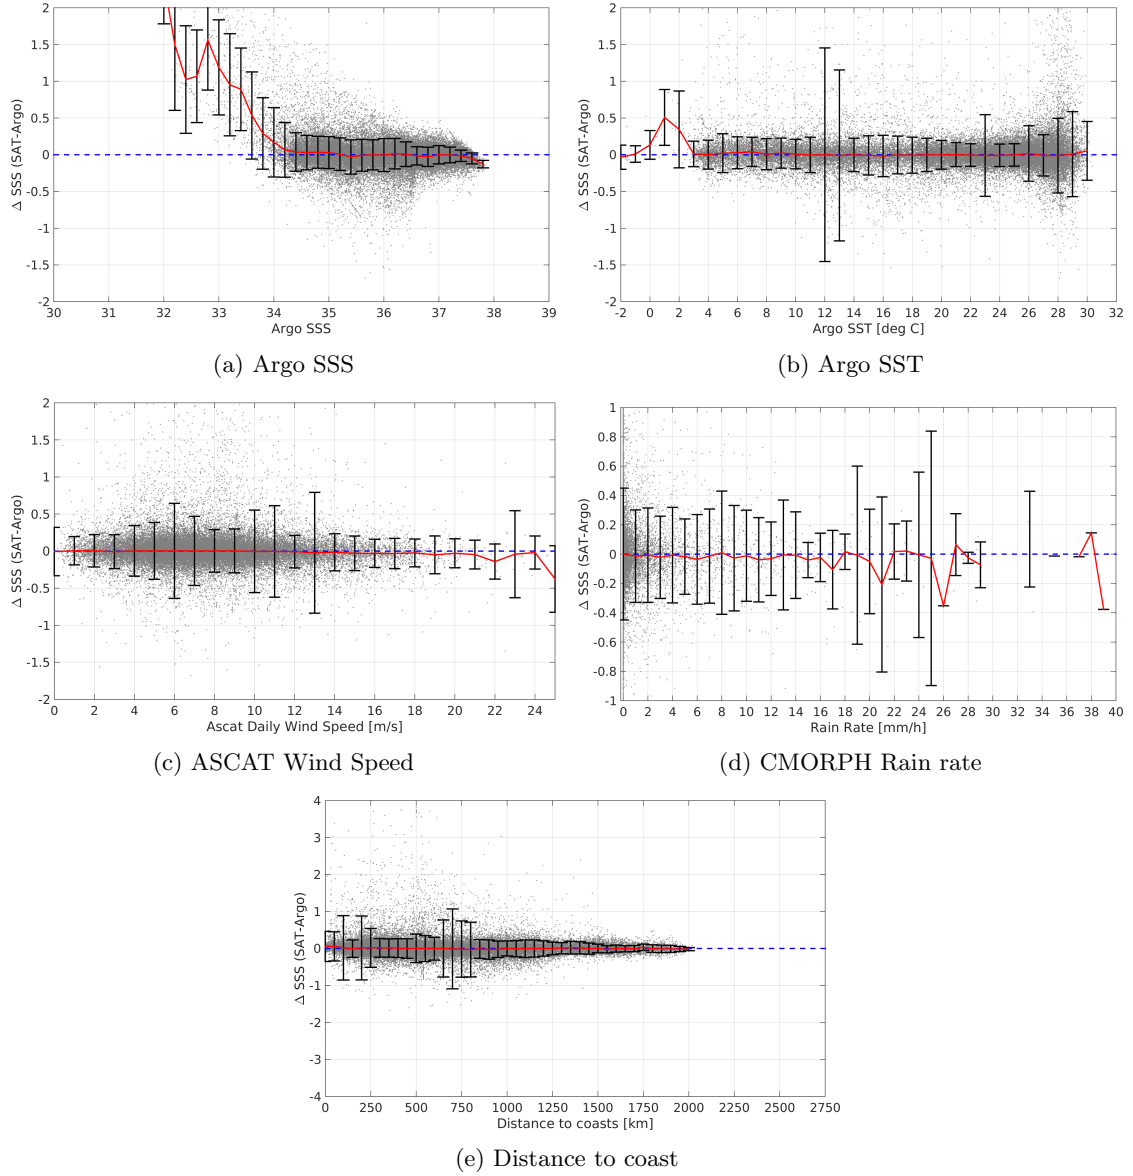 2
1.5
1
0.5
0
-0.5
-1
-1.5
-2
Δ SSS (SAT-Argo)
30 31 32 33 34 35 36 37 38 39
Argo SSS
(a) Argo SSS
2
1.5
1
0.5
0
-0.5
-1
-1.5
-2
Δ SSS (SAT-Argo)
-2 0 2 4 6 8 10 12 14 16 18 20 22 24 26 28 30 32
Argo SST [deg C]
(b) Argo SST
2
1.5
1
0.5
0
-0.5
-1
-1.5
-2
Δ SSS (SAT-Argo)
0 2 4 6 8 10 12 14 16 18 20 22 24
Ascat Daily Wind Speed [m/s]
(c) ASCAT Wind Speed
1
0.8
0.6
0.4
0.2
0
-0.2
-0.4
-0.6
-0.8
-1
Δ SSS (SAT-Argo)
0 2 4 6 8 10 12 14 16 18 20 22 24 26 28 30 32 34 36 38 40
Rain Rate [mm/h]
(d) CMORPH Rain rate
4
3
2
1
0
-1
-2
-3
-4
Δ SSS (SAT-Argo)
0 250 500 750 1000 1250 1500 1750 2000 2250 2500 2750
Distance to coasts [km]
(e) Distance to coast